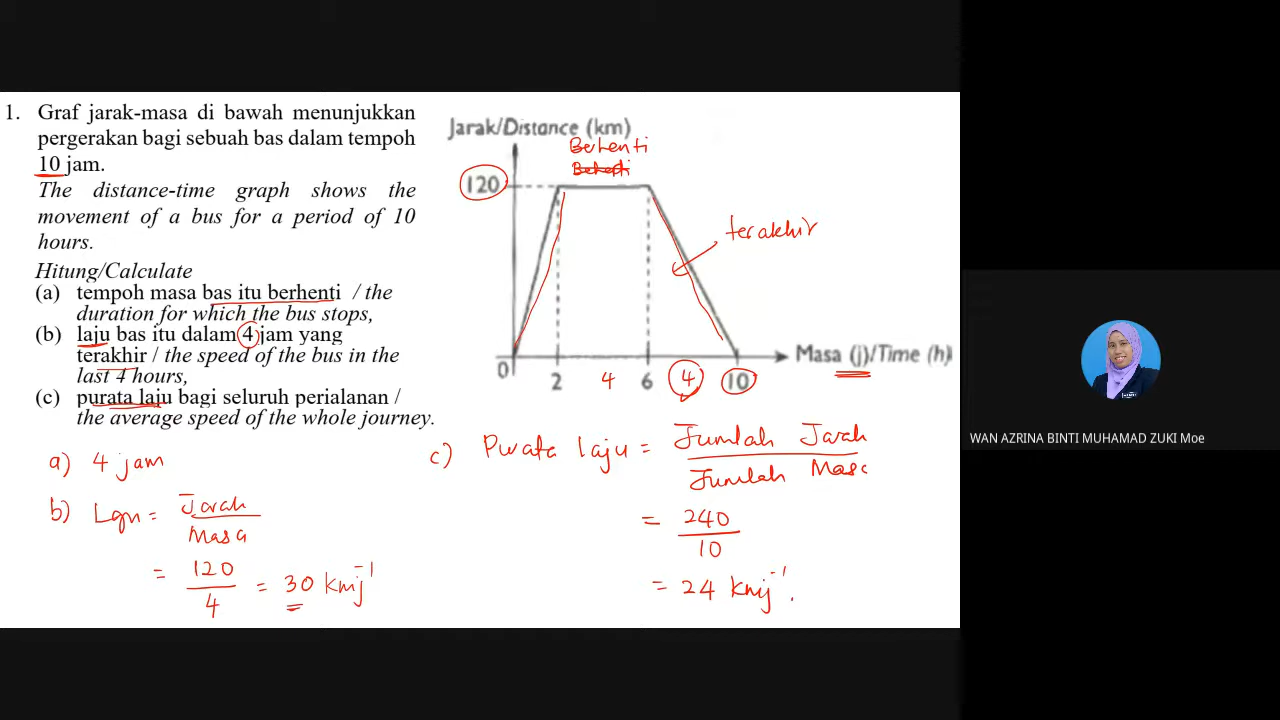 1. Graf jarak-masa di bawah menunjukkan
pergerakan bagi sebuah bas dalam tempoh
10 jam.
The distance-time graph shows the
movement of a bus for a period of 10
hours.
Hitung/Calculate
(a) tempoh masa bas itu berhenti / the
duration for which the bus stops,
(b) laju bas itu dalam 4 jam yang
terakhir / the speed of the bus in the
last 4 hours,
(c) purata laju bagi seluruh perjalanan /
the average speed of the whole journey.
Jarak/Distance (km)
Berhenti
120
terakhir
Masa (j)/Time (h)
0 2 4 6 4 10
a) 4 jam
b) Laju = Jarak
Masa
= 120
4
= 30 kmj⁻¹
c) Purata laju = Jumlah Jarak
Jumlah Masa
= 240
10
= 24 kmj⁻¹.
WAN AZRINA BINTI MUHAMAD ZUKI Moe